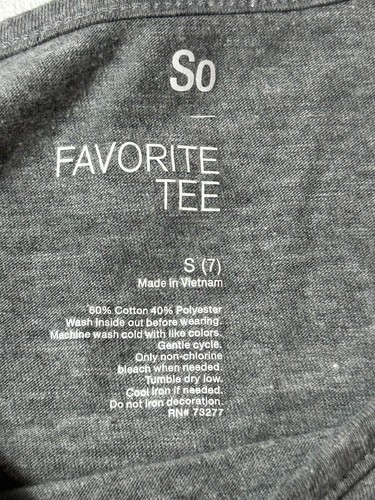 So
FAVORITE
TEE
S (7)
Made in Vietnam
60% Cotton 40% Polyester
Wash inside out before wearing.
Machine wash cold with like colors.
Gentle cycle.
Only non-chlorine
bleach when needed.
Tumble dry low.
Cool iron if needed.
Do not iron decoration.
RN# 73277